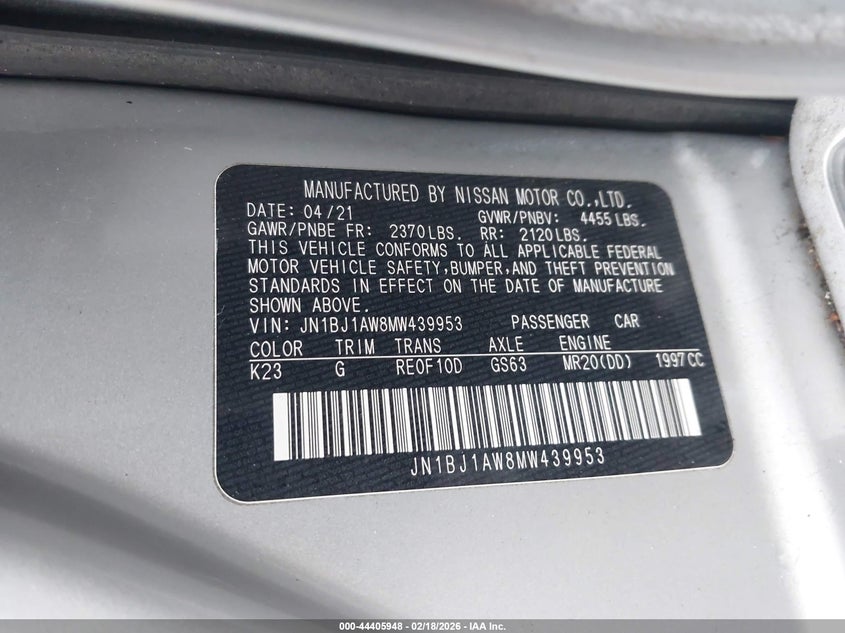 MANUFACTURED BY NISSAN MOTOR CO.,LTD.
DATE: 04/21 GVWR/PNBV: 4455 LBS.
GAWR/PNBE FR: 2370 LBS. RR: 2120 LBS.
THIS VEHICLE CONFORMS TO ALL APPLICABLE FEDERAL
MOTOR VEHICLE SAFETY,BUMPER,AND THEFT PREVENTION
STANDARDS IN EFFECT ON THE DATE OF MANUFACTURE
SHOWN ABOVE.
VIN: JN1BJ1AW8MW439953 PASSENGER CAR
COLOR TRIM TRANS AXLE ENGINE
K23 G RE0F10D GS63 MR20(DD) 1997CC
JN1BJ1AW8MW439953
000-44405948 - 02/18/2026 - IAA Inc.